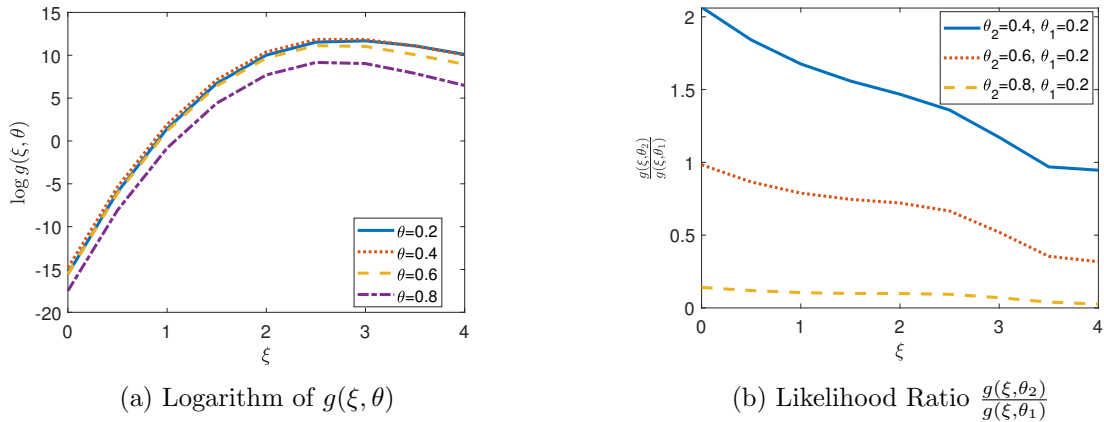 15
10
5
0
-5
-10
-15
-20
log g(ξ, θ)
θ=0.2
θ=0.4
θ=0.6
θ=0.8
0 1 2 3 4
ξ
(a) Logarithm of g(ξ, θ)
2
1.5
1
0.5
0
g(ξ,θ₂)
g(ξ,θ₁)
θ₂=0.4, θ₁=0.2
θ₂=0.6, θ₁=0.2
θ₂=0.8, θ₁=0.2
0 1 2 3 4
ξ
(b) Likelihood Ratio g(ξ,θ₂)/g(ξ,θ₁)